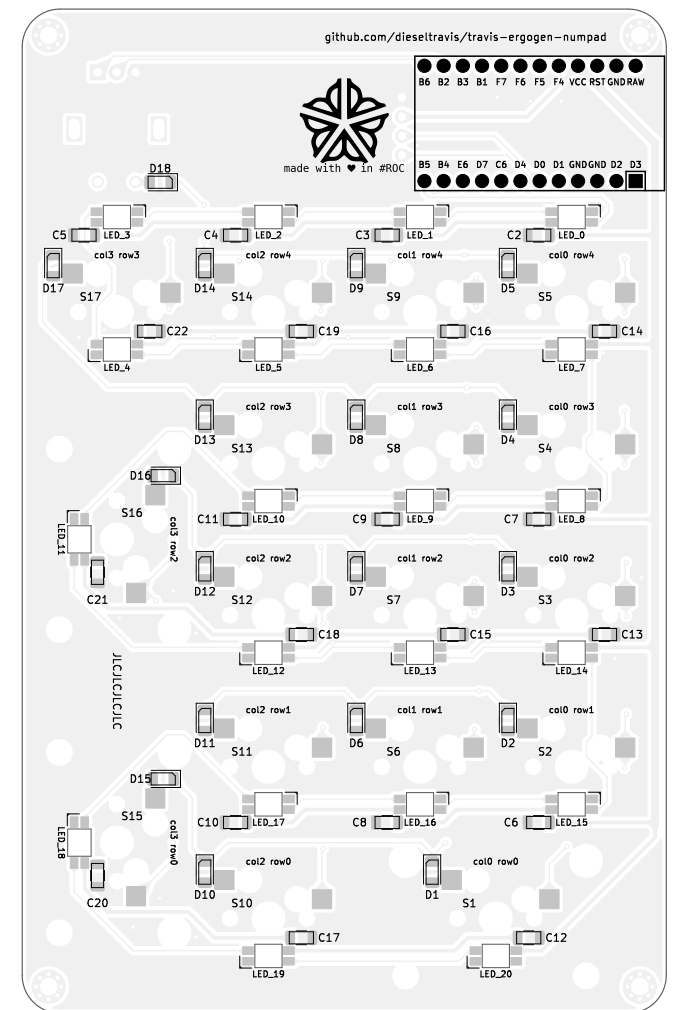 github.com/dieseltravis/travis-ergogen-numpad
B6 B2 B3 B1 F7 F6 F5 F4 VCC RST GND RAW
made with ♥ in #ROC
B5 B4 E6 D7 C6 D4 D0 D1 GND GND D2 D3
D18
C5 LED_3 C4 LED_2 C3 LED_1 C2 LED_0
col3 row3 col2 row4 col1 row4 col0 row4
D17 S17 D14 S14 D9 S9 D5 S5
C22 C19 C16 C14
LED_4 LED_5 LED_6 LED_7
col2 row3 col1 row3 col0 row3
D13 S13 D8 S8 D4 S4
D16
S16
col3 row2
C11 LED_10 C9 LED_9 C7 LED_8
LED_11
col2 row2 col1 row2 col0 row2
C21 D12 S12 D7 S7 D3 S3
C18 C15 C13
LED_12 LED_13 LED_14
JLCJLCJLCJLC
col2 row1 col1 row1 col0 row1
D11 S11 D6 S6 D2 S2
D15
S15
col3 row0
C10 LED_17 C8 LED_16 C6 LED_15
LED_18
col2 row0 col0 row0
C20 D10 S10 D1 S1
C17 C12
LED_19 LED_20